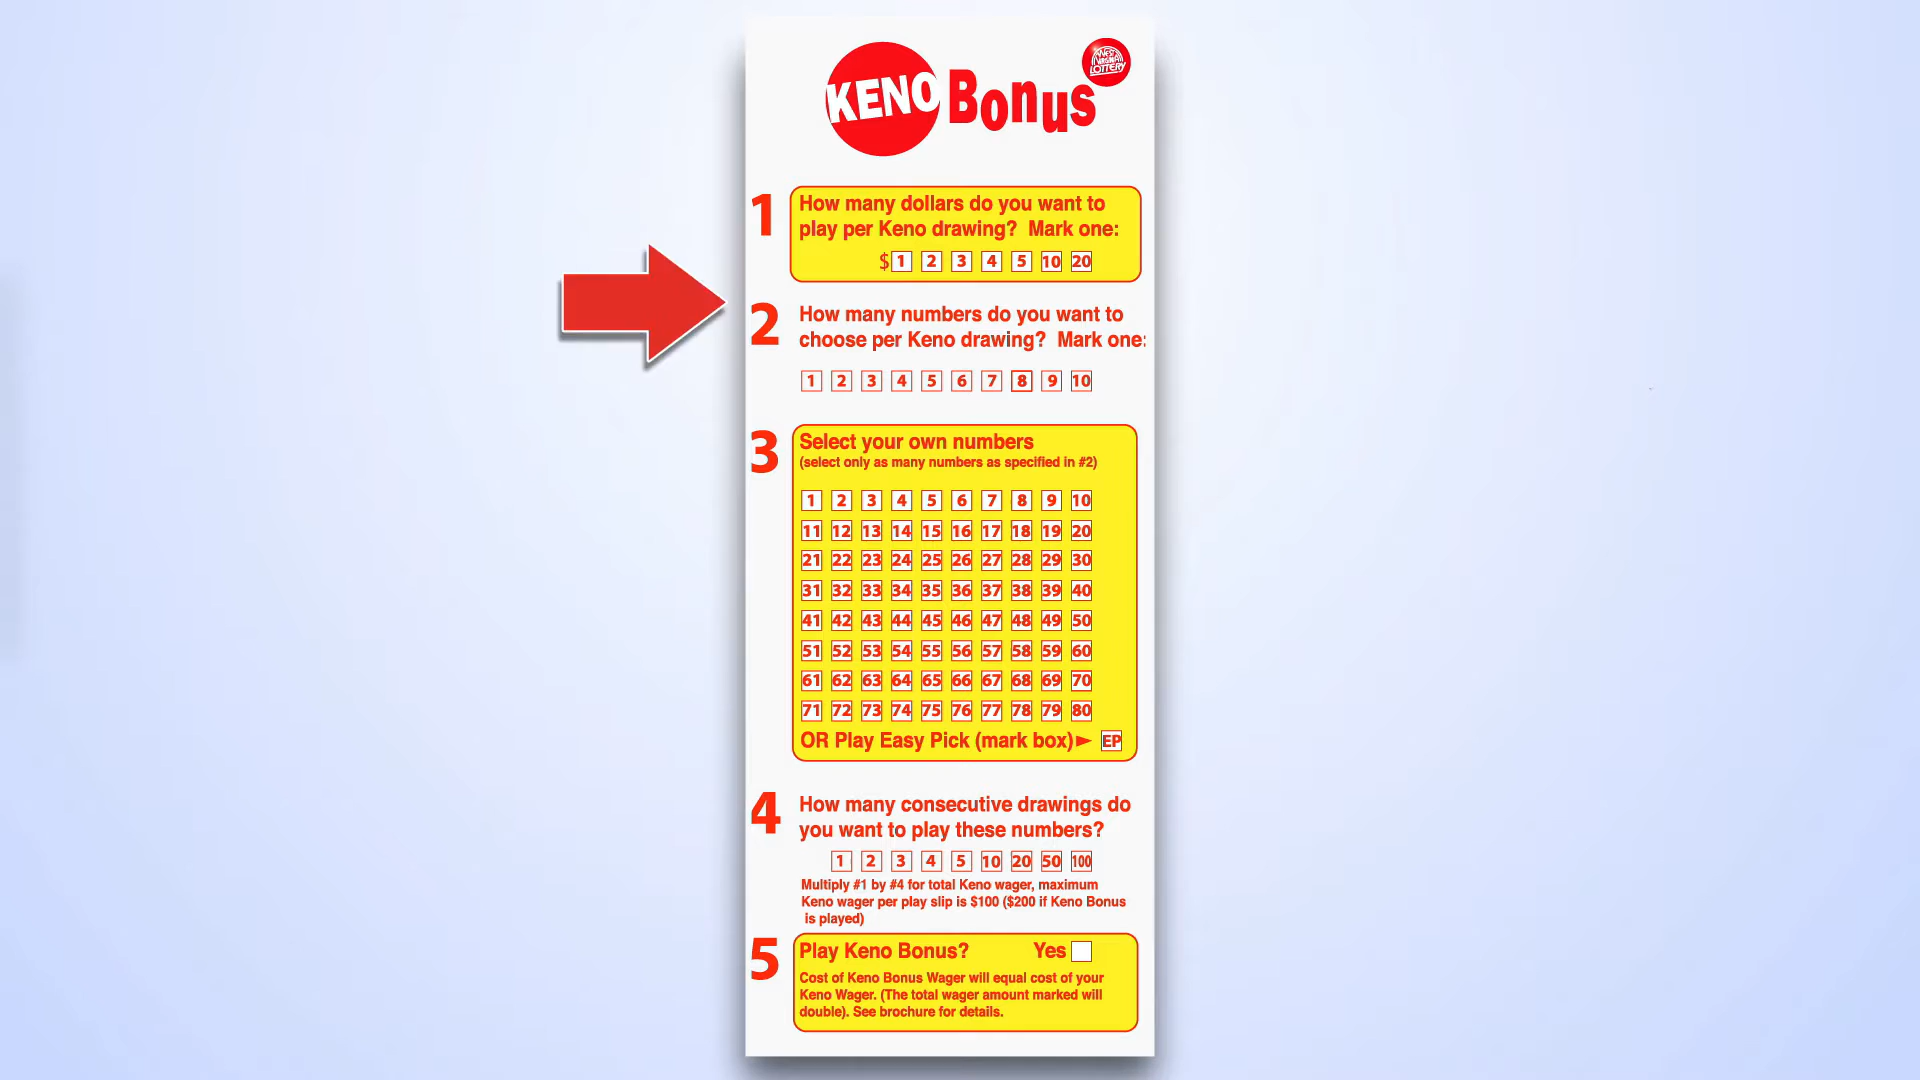 KENO Bonus
LOTTERY
1 How many dollars do you want to
play per Keno drawing? Mark one:
$ 1 2 3 4 5 10 20
2 How many numbers do you want to
choose per Keno drawing? Mark one:
1 2 3 4 5 6 7 8 9 10
3 Select your own numbers
(select only as many numbers as specified in #2)
1 2 3 4 5 6 7 8 9 10
11 12 13 14 15 16 17 18 19 20
21 22 23 24 25 26 27 28 29 30
31 32 33 34 35 36 37 38 39 40
41 42 43 44 45 46 47 48 49 50
51 52 53 54 55 56 57 58 59 60
61 62 63 64 65 66 67 68 69 70
71 72 73 74 75 76 77 78 79 80
OR Play Easy Pick (mark box)► EP
4 How many consecutive drawings do
you want to play these numbers?
1 2 3 4 5 10 20 50 100
Multiply #1 by #4 for total Keno wager, maximum
Keno wager per play slip is $100 ($200 if Keno Bonus
is played)
5 Play Keno Bonus? Yes
Cost of Keno Bonus Wager will equal cost of your
Keno Wager. (The total wager amount marked will
double). See brochure for details.